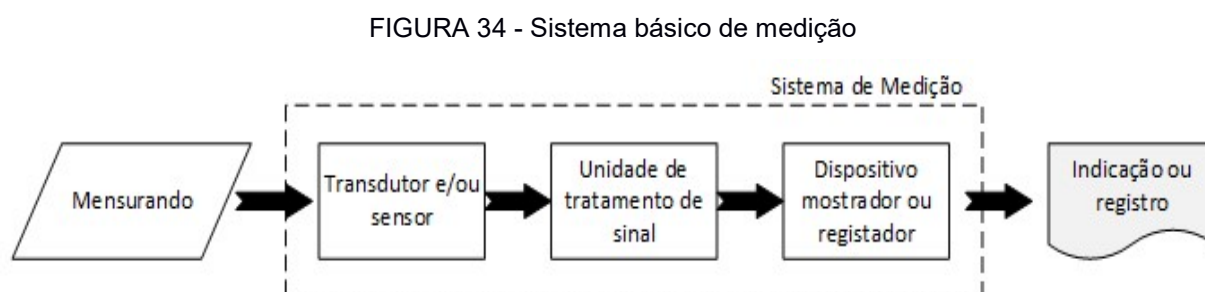 FIGURA 34 - Sistema básico de medição
Sistema de Medição
Mensurando
Transdutor e/ou
sensor
Unidade de
tratamento de
sinal
Dispositivo
mostrador ou
registador
Indicação ou
registro